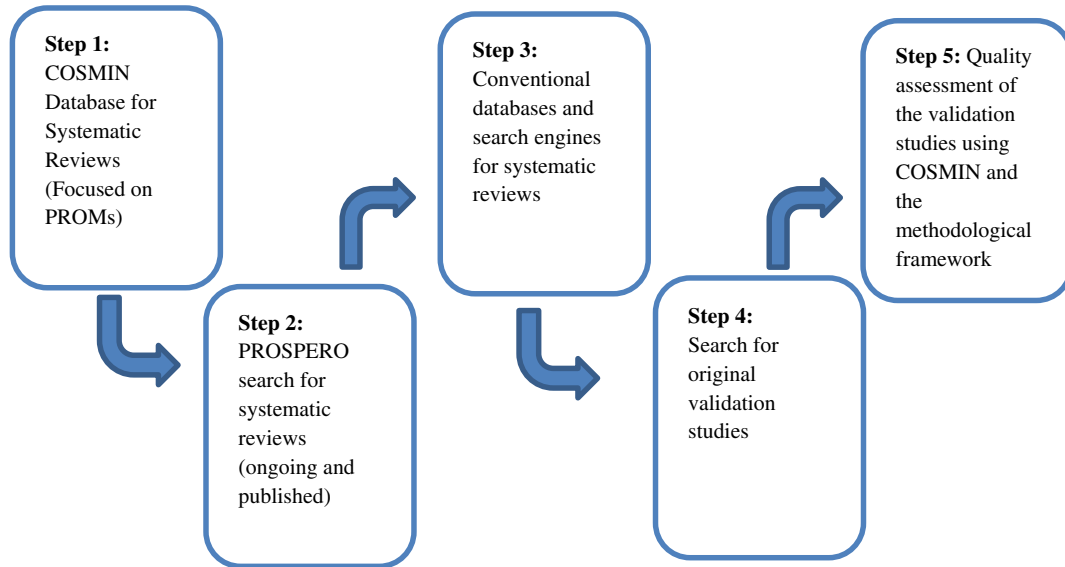 Step 1:
COSMIN
Database for
Systematic
Reviews
(Focused on
PROMs)
Step 2:
PROSPERO
search for
systematic
reviews
(ongoing and
published)
Step 3:
Conventional
databases and
search engines
for systematic
reviews
Step 4:
Search for
original
validation
studies
Step 5: Quality
assessment of
the validation
studies using
COSMIN and
the
methodological
framework